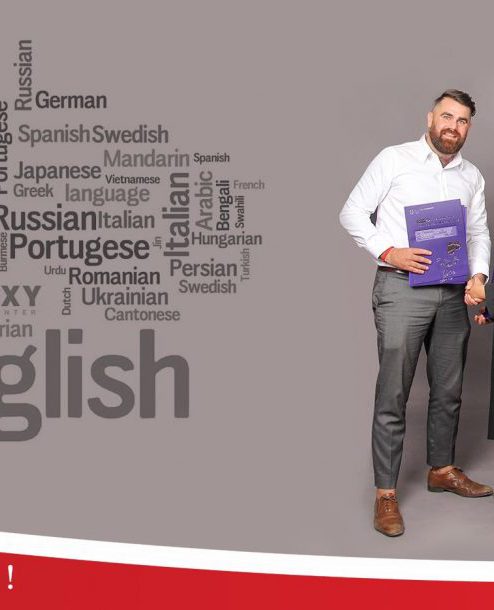 Russian
German
Portugese
Spanish Swedish
Mandarin Spanish
Japanese Vietnamese
Greek language Italian Arabic Bengali French
Swahili
Russian Italian
Burmese Portugese Jin Hungarian
Urdu Romanian Persian Turkish
XY Dutch Ukrainian Swedish
Cantonese
glish
!